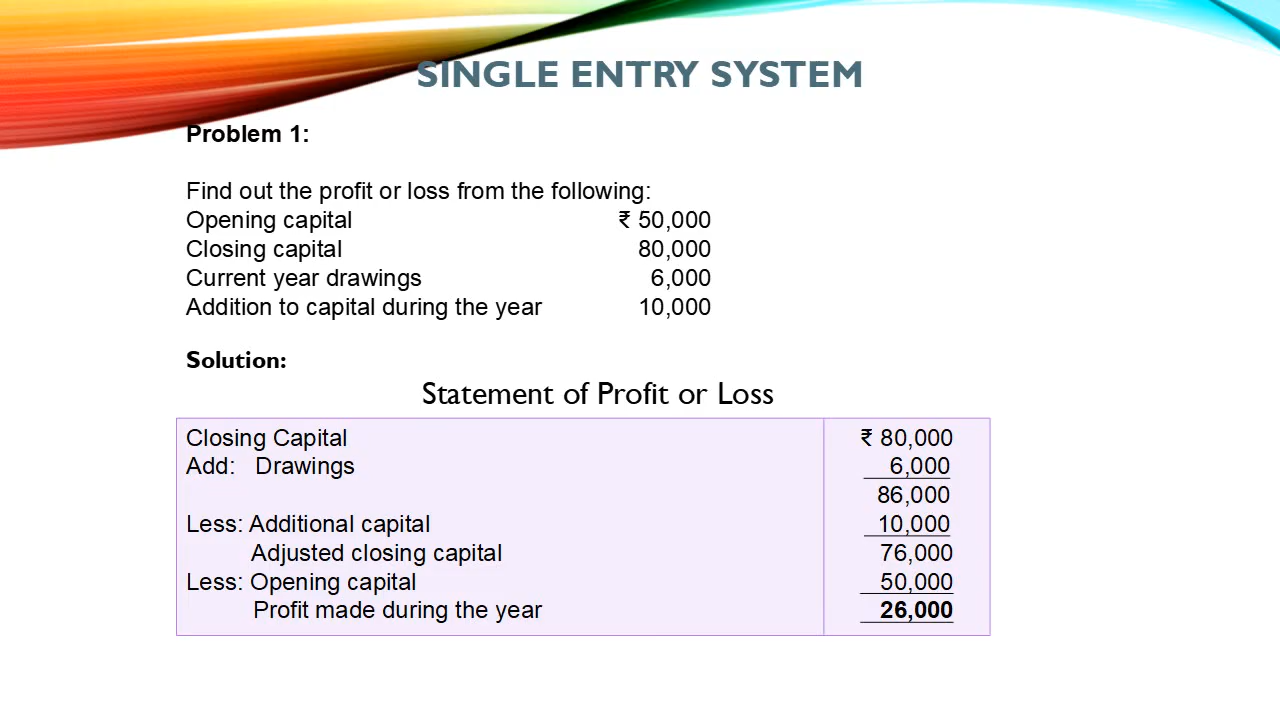 SINGLE ENTRY SYSTEM
Problem 1:
Find out the profit or loss from the following:
Opening capital ₹ 50,000
Closing capital 80,000
Current year drawings 6,000
Addition to capital during the year 10,000
Solution:
Statement of Profit or Loss
Closing Capital ₹ 80,000
Add: Drawings 6,000
86,000
Less: Additional capital 10,000
Adjusted closing capital 76,000
Less: Opening capital 50,000
Profit made during the year 26,000